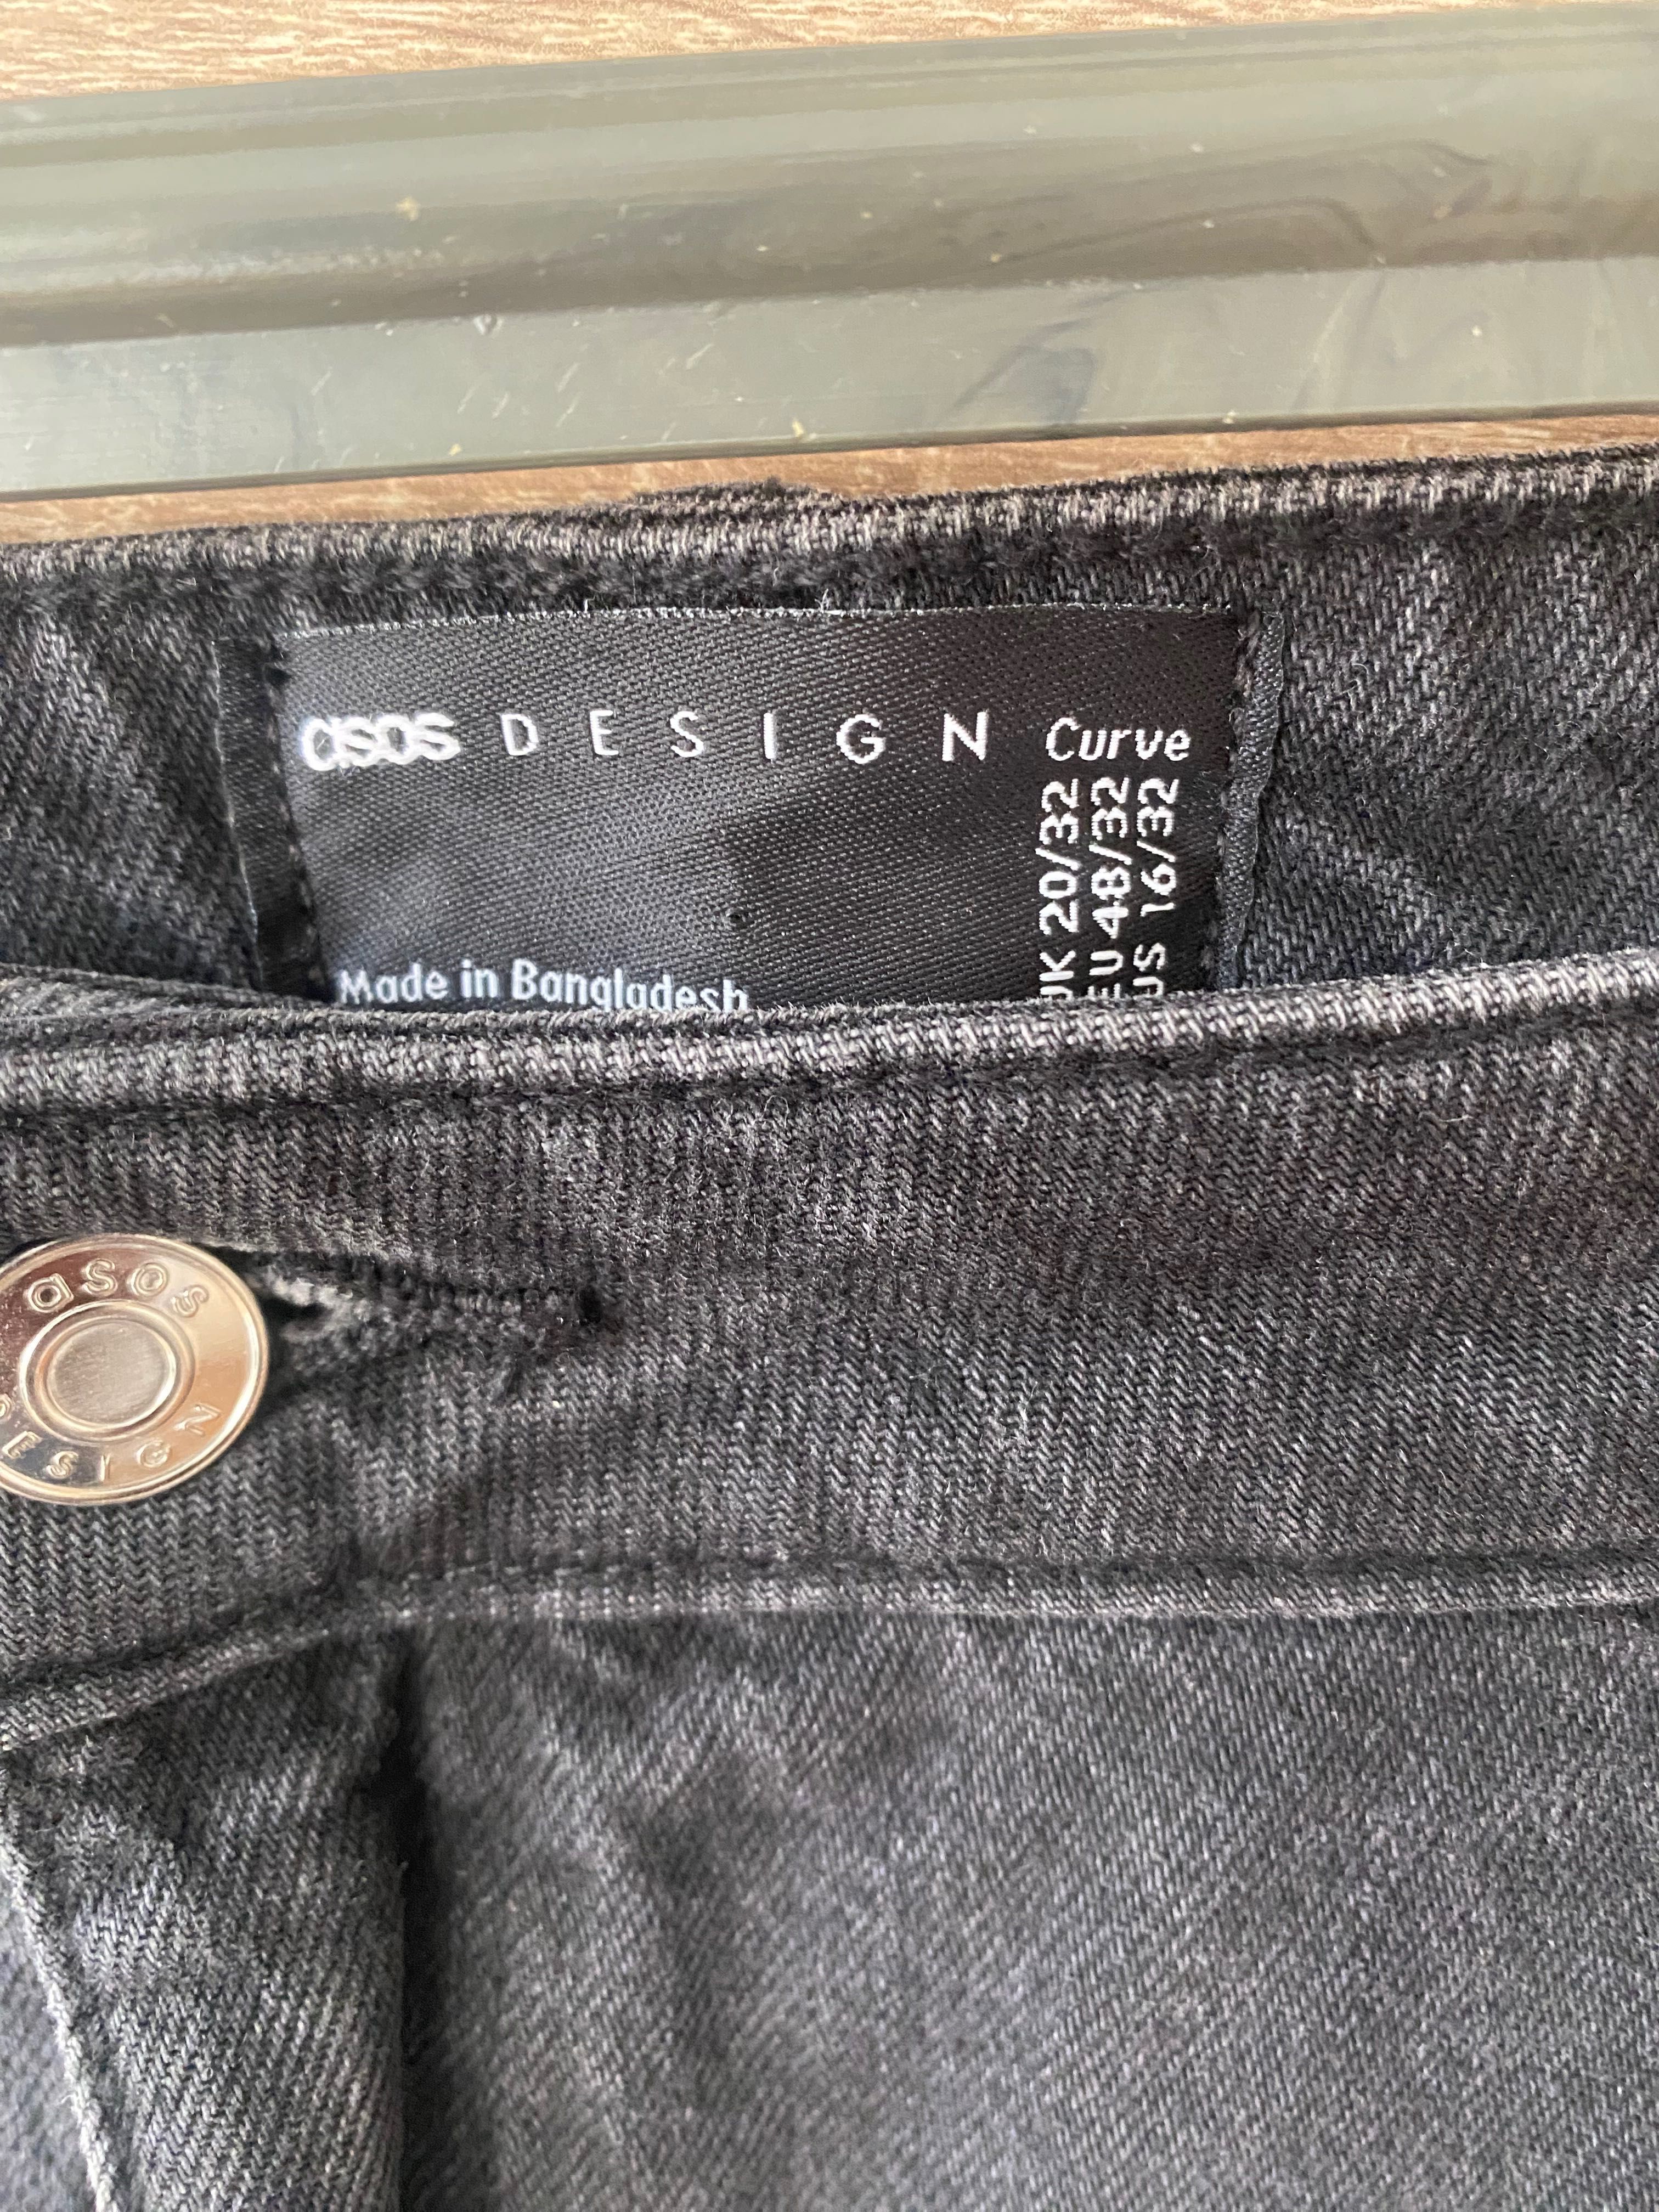 asos DESIGN Curve
UK 20/32
EU 48/32
US 16/32
Made in Bangladesh
asos
DESIGN